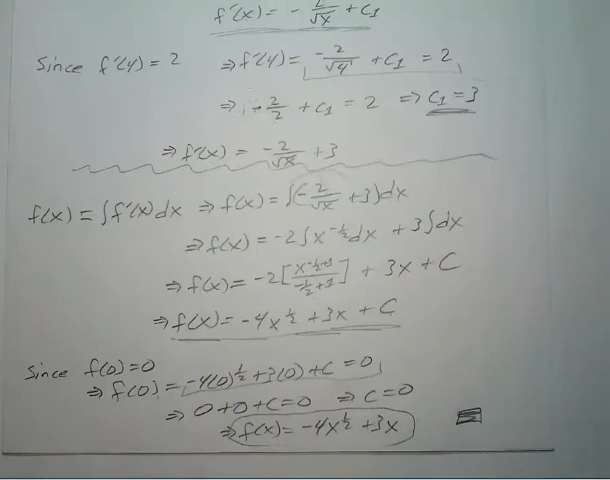 f'(x) = - 2/√x + C₁
Since f'(4) = 2 ⇒ f'(4) = -2/√4 + C₁ = 2
⇒ -2/2 + C₁ = 2 ⇒ C₁ = 3
⇒ f'(x) = -2/√x + 3
f(x) = ∫f'(x)dx ⇒ f(x) = ∫(-2/√x + 3)dx
⇒ f(x) = -2∫x^(-1/2)dx + 3∫dx
⇒ f(x) = -2[x^(-1/2+1)/(-1/2+1)] + 3x + C
⇒ f(x) = -4x^(1/2) + 3x + C
Since f(0) = 0
⇒ f(0) = -4(0)^(1/2) + 3(0) + C = 0
⇒ 0 + 0 + C = 0 ⇒ C = 0
⇒ f(x) = -4x^(1/2) + 3x